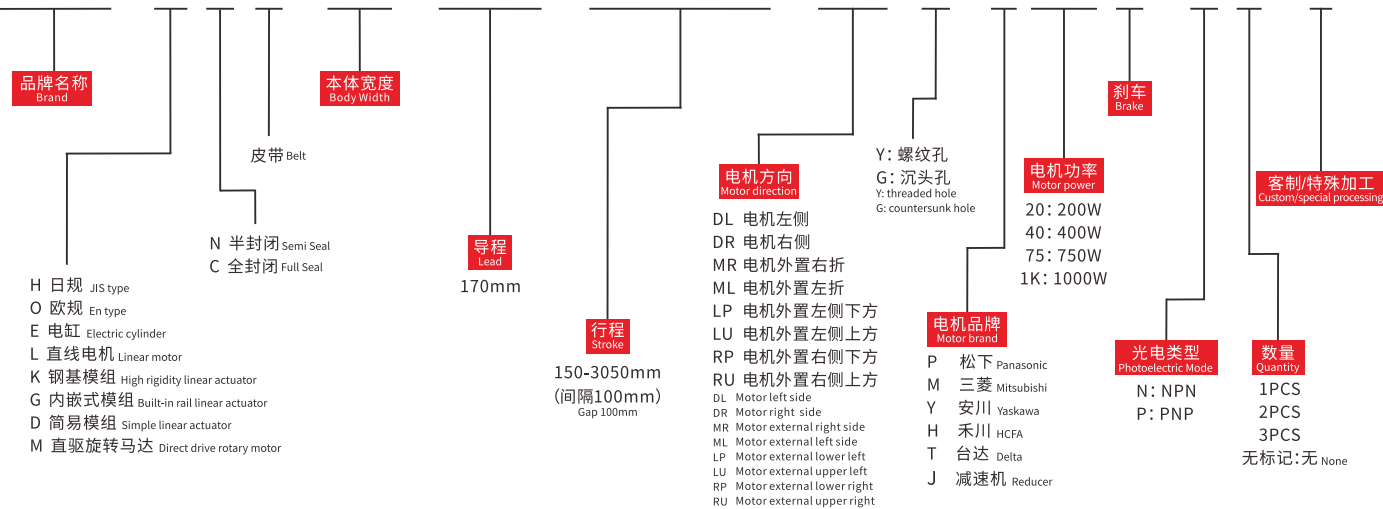 品牌名称
Brand
H 日规 JIS type
O 欧规 En type
E 电缸 Electric cylinder
L 直线电机 Linear motor
K 钢基模组 High rigidity linear actuator
G 内嵌式模组 Built-in rail linear actuator
D 简易模组 Simple linear actuator
M 直驱旋转马达 Direct drive rotary motor
N 半封闭 Semi Seal
C 全封闭 Full Seal
皮带 Belt
本体宽度
Body Width
导程
Lead
170mm
行程
Stroke
150-3050mm
（间隔100mm）
Gap 100mm
电机方向
Motor direction
DL 电机左侧
DR 电机右侧
MR 电机外置右折
ML 电机外置左折
LP 电机外置左侧下方
LU 电机外置左侧上方
RP 电机外置右侧下方
RU 电机外置右侧上方
DL Motor left side
DR Motor right side
MR Motor external right side
ML Motor external left side
LP Motor external lower left
LU Motor external upper left
RP Motor external lower right
RU Motor external upper right
Y：螺纹孔
G：沉头孔
Y: threaded hole
G: countersunk hole
电机品牌
Motor brand
P 松下 Panasonic
M 三菱 Mitsubishi
Y 安川 Yaskawa
H 禾川 HCFA
T 台达 Delta
J 减速机 Reducer
电机功率
Motor power
20：200W
40：400W
75：750W
1K：1000W
刹车
Brake
光电类型
Photoelectric Mode
N：NPN
P：PNP
数量
Quantity
1PCS
2PCS
3PCS
无标记：无 None
客制/特殊加工
Custom/special processing